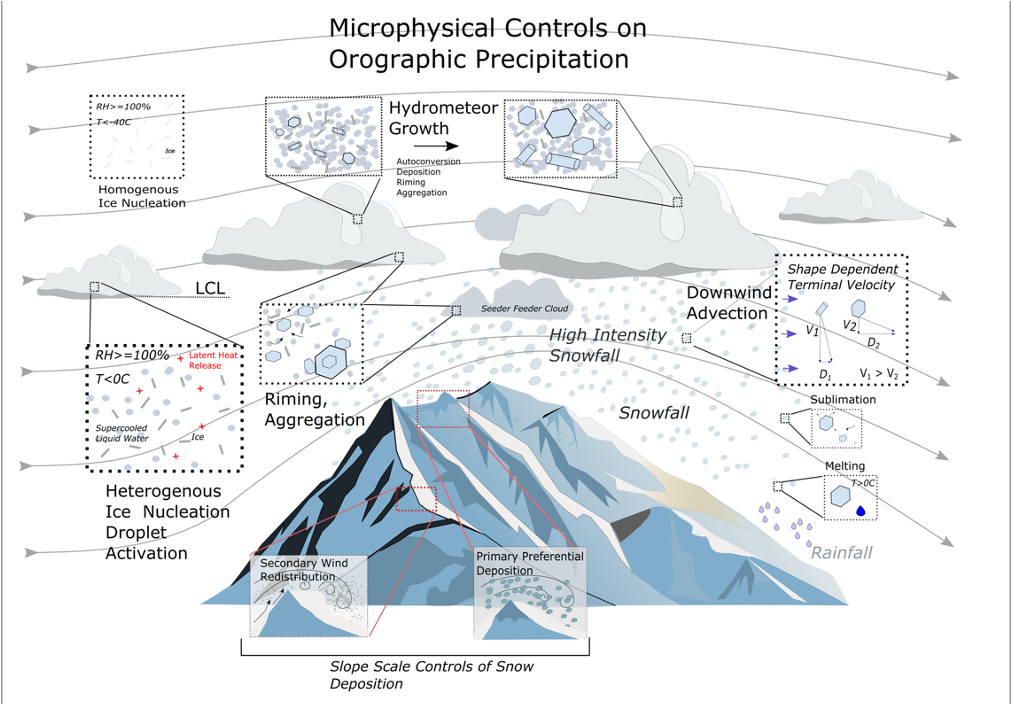 Microphysical Controls on
Orographic Precipitation
RH>=100%
T<-40C
Ice
Homogenous
Ice Nucleation
Hydrometeor
Growth
Autoconversion
Deposition
Riming
Aggregation
LCL
RH>=100%
Latent Heat
Release
T<0C
Supercooled
Liquid Water
Ice
Heterogenous
Ice Nucleation
Droplet
Activation
Riming,
Aggregation
Seeder Feeder Cloud
High Intensity
Snowfall
Snowfall
Downwind
Advection
Shape Dependent
Terminal Velocity
V1
V2
D2
D1
V1 > V2
Sublimation
Melting
T>0C
Rainfall
Secondary Wind
Redistribution
Primary Preferential
Deposition
Slope Scale Controls of Snow
Deposition